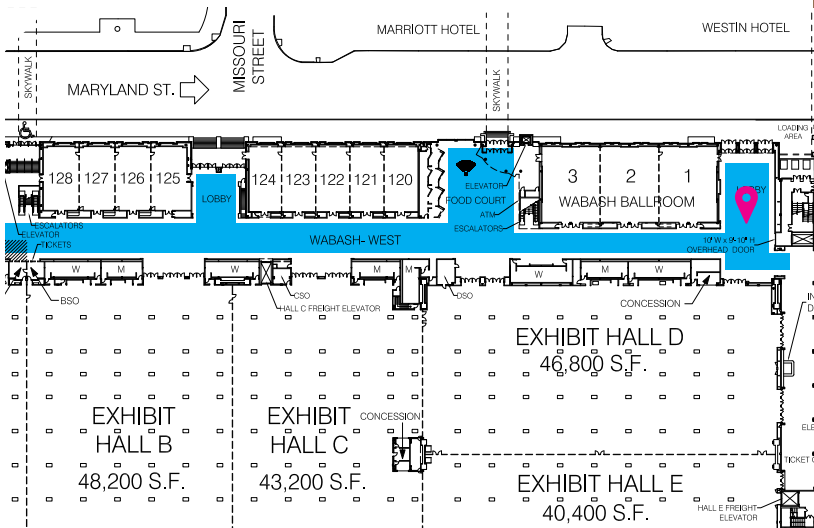 MARRIOTT HOTEL
WESTIN HOTEL
SKYWALK
MARYLAND ST.
MISSOURI
STREET
SKYWALK
LOADING
AREA
128
127
126
125
124
123
122
121
120
3
2
1
WABASH BALLROOM
LOBBY
LOBBY
ELEVATOR
FOOD COURT
ATM
ESCALATORS
ESCALATORS
ELEVATOR
TICKETS
WABASH- WEST
10' W x 9'-10" H
OVERHEAD DOOR
W
M
W
M
M
W
M
W
BSO
CSO
HALL C FREIGHT ELEVATOR
DSO
CONCESSION
EXHIBIT HALL D
46,800 S.F.
EXHIBIT
HALL B
48,200 S.F.
EXHIBIT
HALL C
43,200 S.F.
CONCESSION
EXHIBIT HALL E
40,400 S.F.
HALL E FREIGHT
ELEVATOR
IN
D
ELE
TICKET